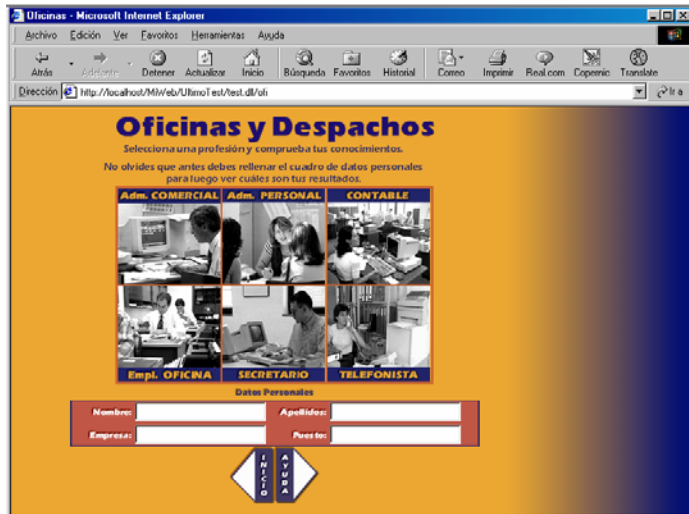 Oficinas - Microsoft Internet Explorer
Archivo Edición Ver Favoritos Herramientas Ayuda
Atrás Adelante Detener Actualizar Inicio Búsqueda Favoritos Historial Correo Imprimir Real.com Copernic Translate
Dirección http://localhost/MiWeb/UltimoTest/test.dll/ofi Ir a
Oficinas y Despachos
Selecciona una profesión y comprueba tus conocimientos.
No olvides que antes debes rellenar el cuadro de datos personales
para luego ver cuáles son tus resultados.
Adm. COMERCIAL Adm. PERSONAL CONTABLE
Empl. OFICINA SECRETARIO TELEFONISTA
Datos Personales
Nombre: Apellidos:
Empresa: Puesto:
INICIO AYUDA